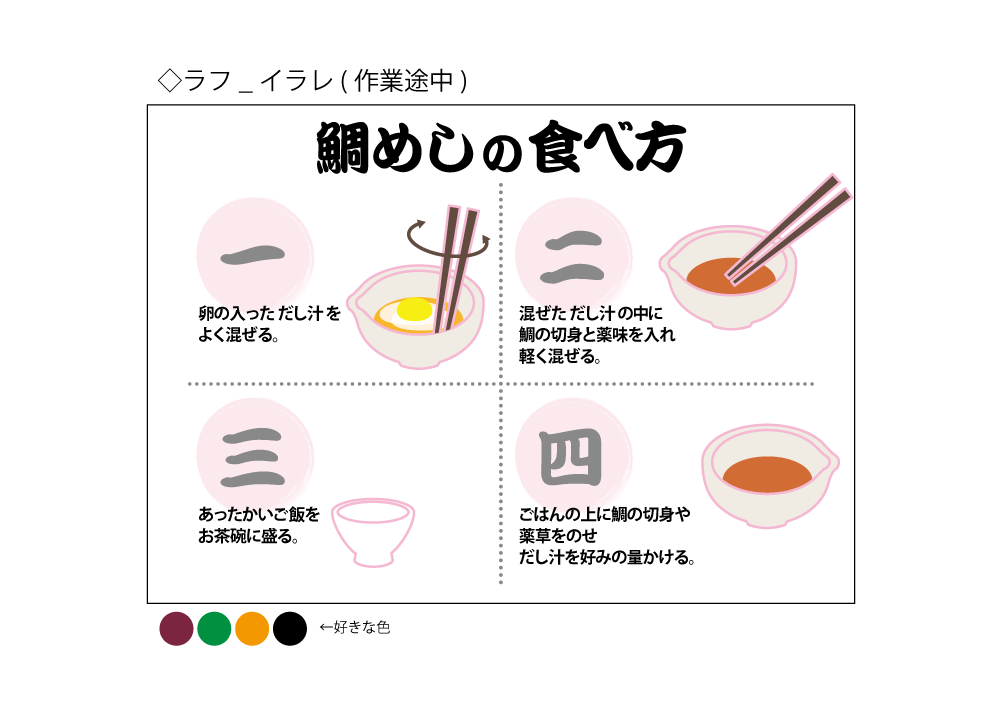 ◇ラフ _ イラレ ( 作業途中 )
鯛めしの食べ方
一
卵の入った だし汁 を
よく混ぜる。
二
混ぜた だし汁 の中に
鯛の切身と薬味を入れ
軽く混ぜる。
三
あったかいご飯を
お茶碗に盛る。
四
ごはんの上に鯛の切身や
薬草をのせ
だし汁を好みの量かける。
←好きな色